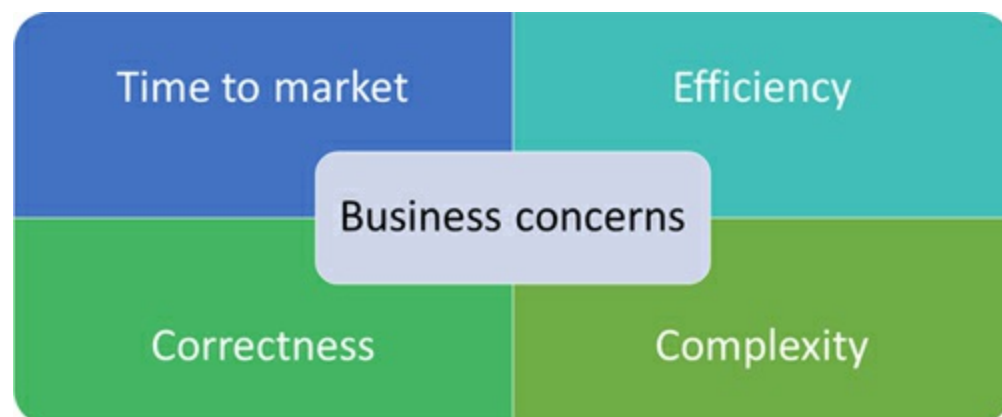 Time to market
Efficiency
Business concerns
Correctness
Complexity